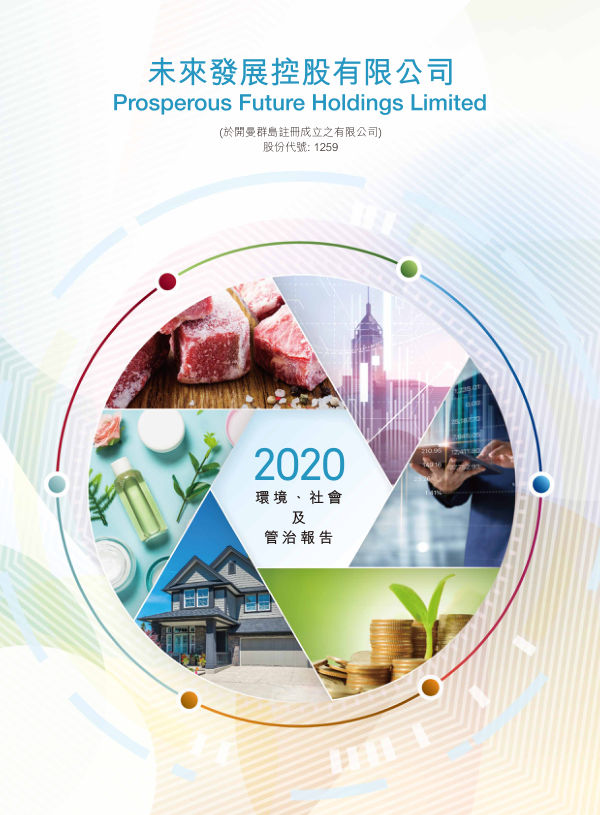 未來發展控股有限公司
Prosperous Future Holdings Limited
(於開曼群島註冊成立之有限公司)
股份代號: 1259
2020
環境、社會
及
管治報告